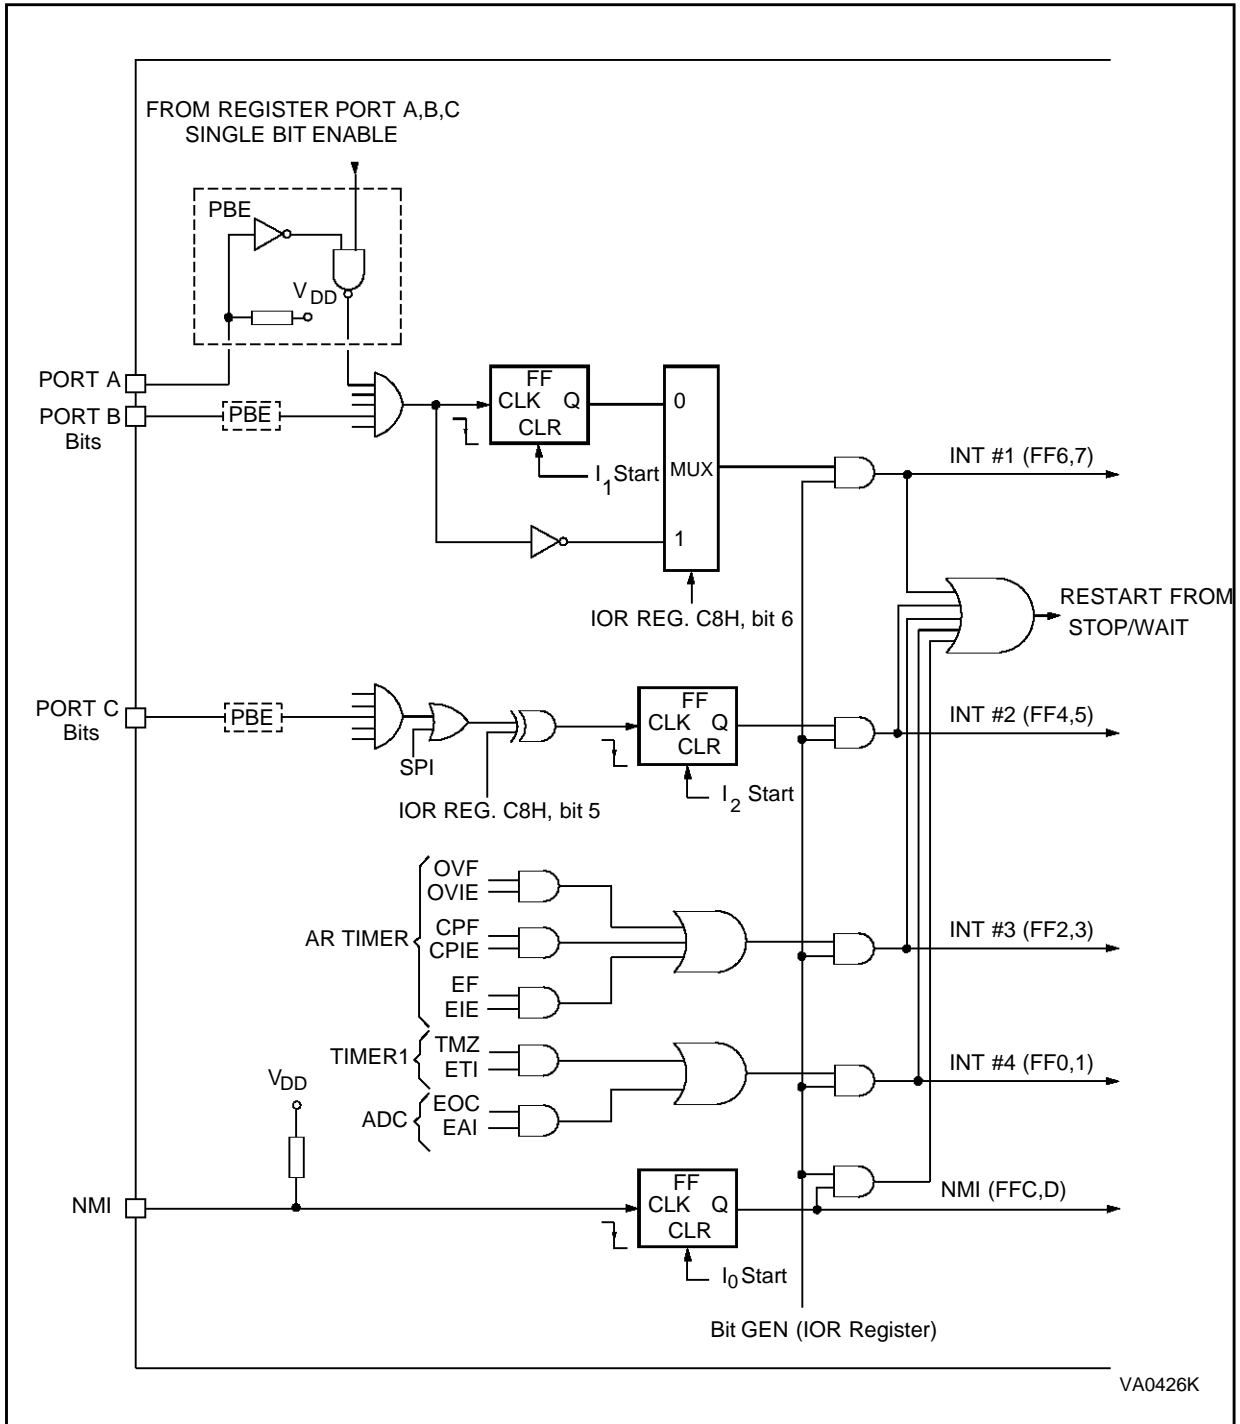 FROM REGISTER PORT A,B,C
SINGLE BIT ENABLE
PBE
VDD
PORT A
PORT B
Bits
PBE
FF
CLK Q
CLR
I1 Start
0
MUX
1
IOR REG. C8H, bit 6
INT #1 (FF6,7)
RESTART FROM
STOP/WAIT
PORT C
Bits
PBE
SPI
IOR REG. C8H, bit 5
FF
CLK Q
CLR
I2 Start
INT #2 (FF4,5)
AR TIMER
OVF
OVIE
CPF
CPIE
EF
EIE
INT #3 (FF2,3)
TIMER1
TMZ
ETI
INT #4 (FF0,1)
ADC
EOC
EAI
VDD
NMI
FF
CLK Q
CLR
I0 Start
NMI (FFC,D)
Bit GEN (IOR Register)
VA0426K